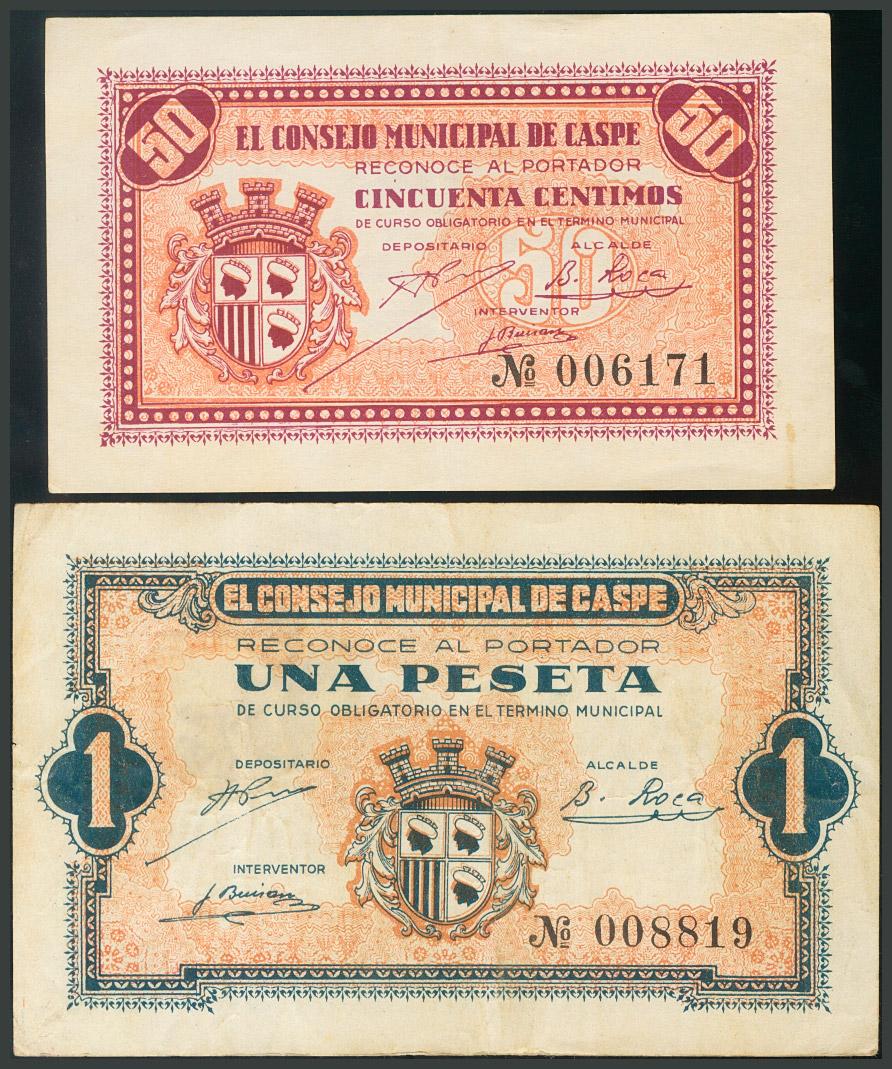 50 50
EL CONSEJO MUNICIPAL DE CASPE
RECONOCE AL PORTADOR
CINCUENTA CENTIMOS
DE CURSO OBLIGATORIO EN EL TERMINO MUNICIPAL
DEPOSITARIO ALCALDE
50
B. Roca
INTERVENTOR
Nº 006171
EL CONSEJO MUNICIPAL DE CASPE
RECONOCE AL PORTADOR
UNA PESETA
DE CURSO OBLIGATORIO EN EL TERMINO MUNICIPAL
1 1
DEPOSITARIO ALCALDE
B. Roca
INTERVENTOR
Nº 008819